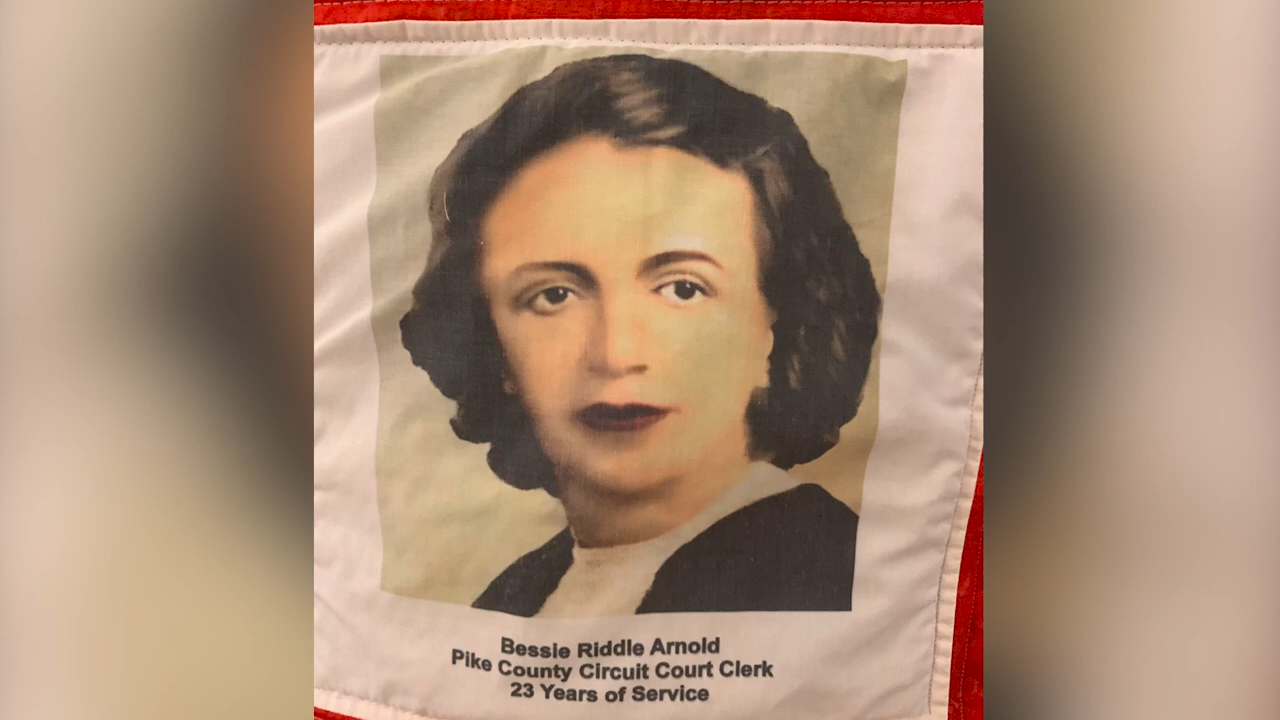 Bessie Riddle Arnold
Pike County Circuit Court Clerk
23 Years of Service